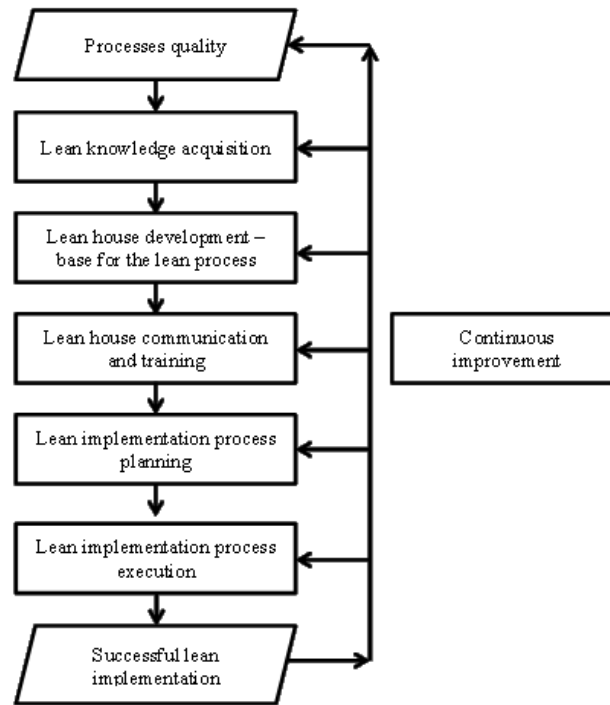 Processes quality
Lean knowledge acquisition
Lean house development –
base for the lean process
Lean house communication
and training
Continuous
improvement
Lean implementation process
planning
Lean implementation process
execution
Successful lean
implementation